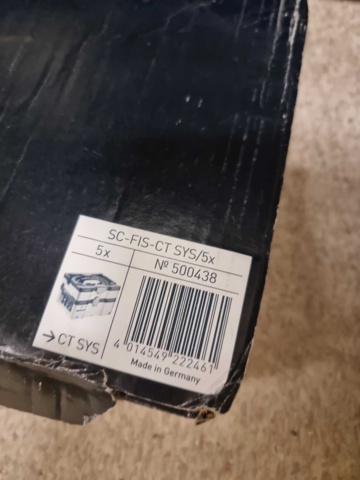 SC-FIS-CT SYS/5x
5x
Nº 500438
→ CT SYS
4 014549 222461
Made in Germany